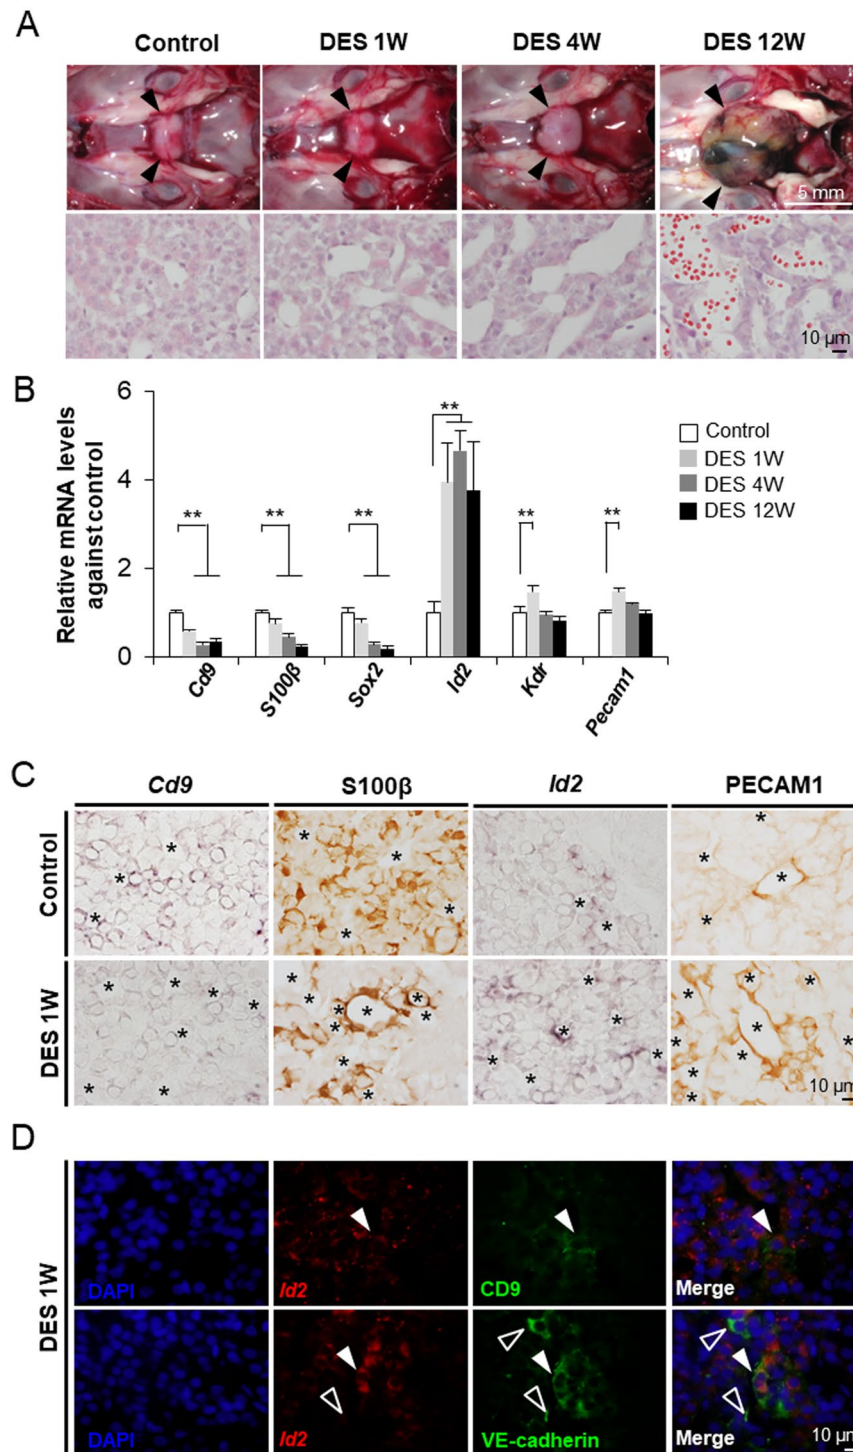 A
Control DES 1W DES 4W DES 12W
5 mm
10 µm
B
Relative mRNA levels
against control
6
4
2
0
** ** ** ** ** **
Control
DES 1W
DES 4W
DES 12W
Cd9 S100β Sox2 Id2 Kdr Pecam1
C
Cd9 S100β Id2 PECAM1
Control
* * * * * * * * * * * * *
DES 1W
* * * * * * * * * * * * * * * * * * * * * * * * * * * * * * *
10 µm
D
DES 1W
DAPI Id2 CD9 Merge
DAPI Id2 VE-cadherin Merge
10 µm